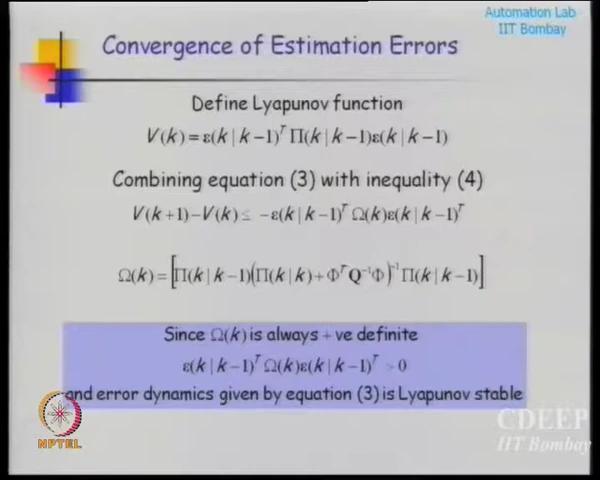 Automation Lab
IIT Bombay
Convergence of Estimation Errors
Define Lyapunov function
V(k) = ε(k | k−1)ᵀ Π(k | k−1)ε(k | k−1)
Combining equation (3) with inequality (4)
V(k+1)−V(k) ≤ −ε(k | k−1)ᵀ Ω(k)ε(k | k−1)ᵀ
Ω(k) = [Π(k | k−1)(Π(k | k)+Φᵀ Q⁻¹Φ)⁻¹ Π(k | k−1)]
Since Ω(k) is always +ve definite
ε(k | k−1)ᵀ Ω(k)ε(k | k−1)ᵀ > 0
and error dynamics given by equation (3) is Lyapunov stable
NPTEL
CDEEP
IIT Bombay